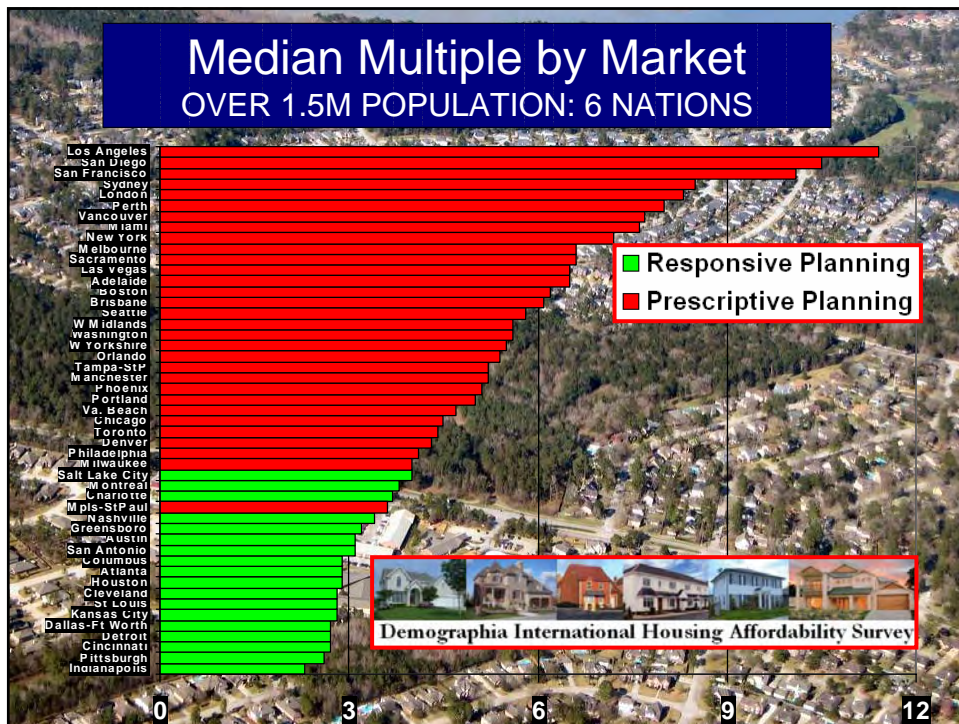 Median Multiple by Market
OVER 1.5M POPULATION: 6 NATIONS
Los Angeles
San Diego
San Francisco
Sydney
London
Perth
Vancouver
Miami
New York
Melbourne
Sacramento
Las Vegas
Adelaide
Boston
Brisbane
Seattle
W Midlands
Washington
W Yorkshire
Orlando
Tampa-StP
Manchester
Phoenix
Portland
Va. Beach
Chicago
Toronto
Denver
Philadelphia
Milwaukee
Salt Lake City
Montreal
Charlotte
Mpls-StPaul
Nashville
Greensboro
Austin
San Antonio
Columbus
Atlanta
Houston
Cleveland
St Louis
Kansas City
Dallas-Ft Worth
Detroit
Cincinnati
Pittsburgh
Indianapolis
Responsive Planning
Prescriptive Planning
Demographia International Housing Affordability Survey
0 3 6 9 12